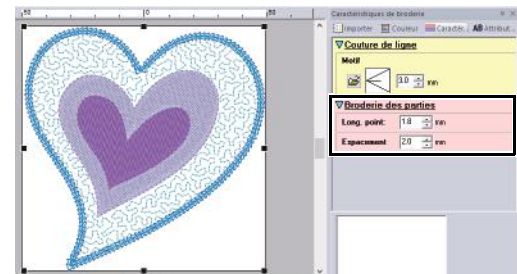 50 0 50
Caractéristiques de broderie
Importer Couleur Caractér. AB Attribut.
Couture de ligne
Motif
3.0 mm
Broderie des parties
Long. point: 1.8 mm
Espacement 2.0 mm